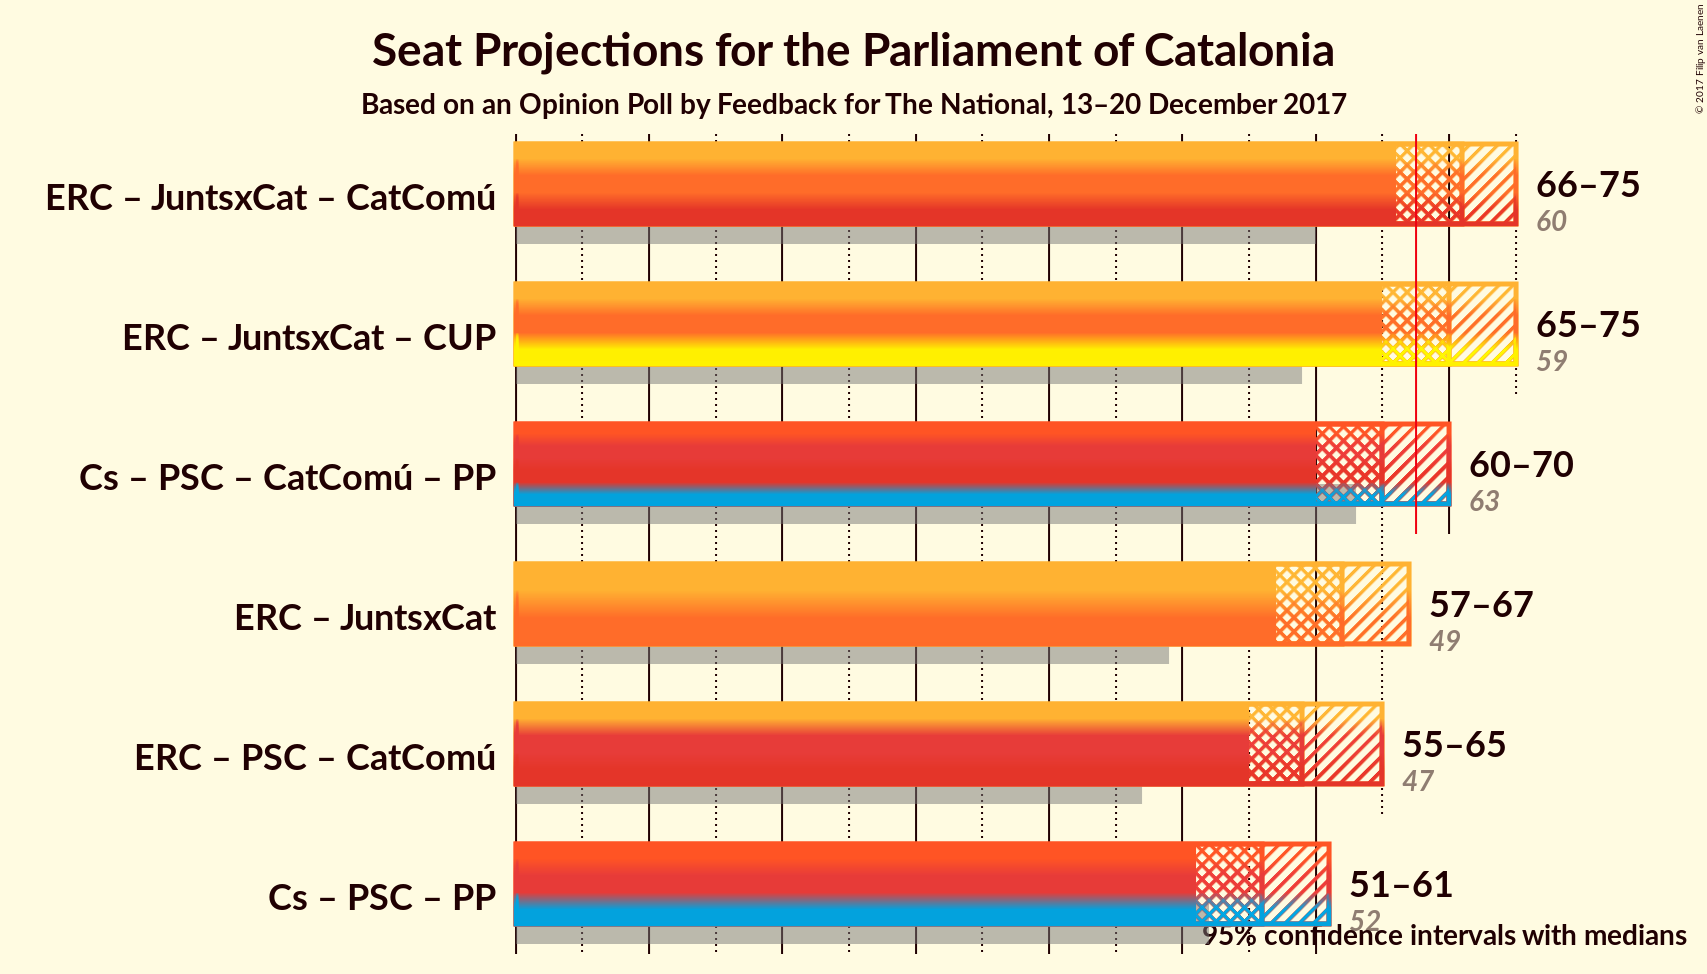 Seat Projections for the Parliament of Catalonia
Based on an Opinion Poll by Feedback for The National, 13–20 December 2017
© 2017 Filip van Laenen
ERC – JuntsxCat – CatComú
66–75
60
ERC – JuntsxCat – CUP
65–75
59
Cs – PSC – CatComú – PP
60–70
63
ERC – JuntsxCat
57–67
49
ERC – PSC – CatComú
55–65
47
Cs – PSC – PP
51–61
52
95% confidence intervals with medians